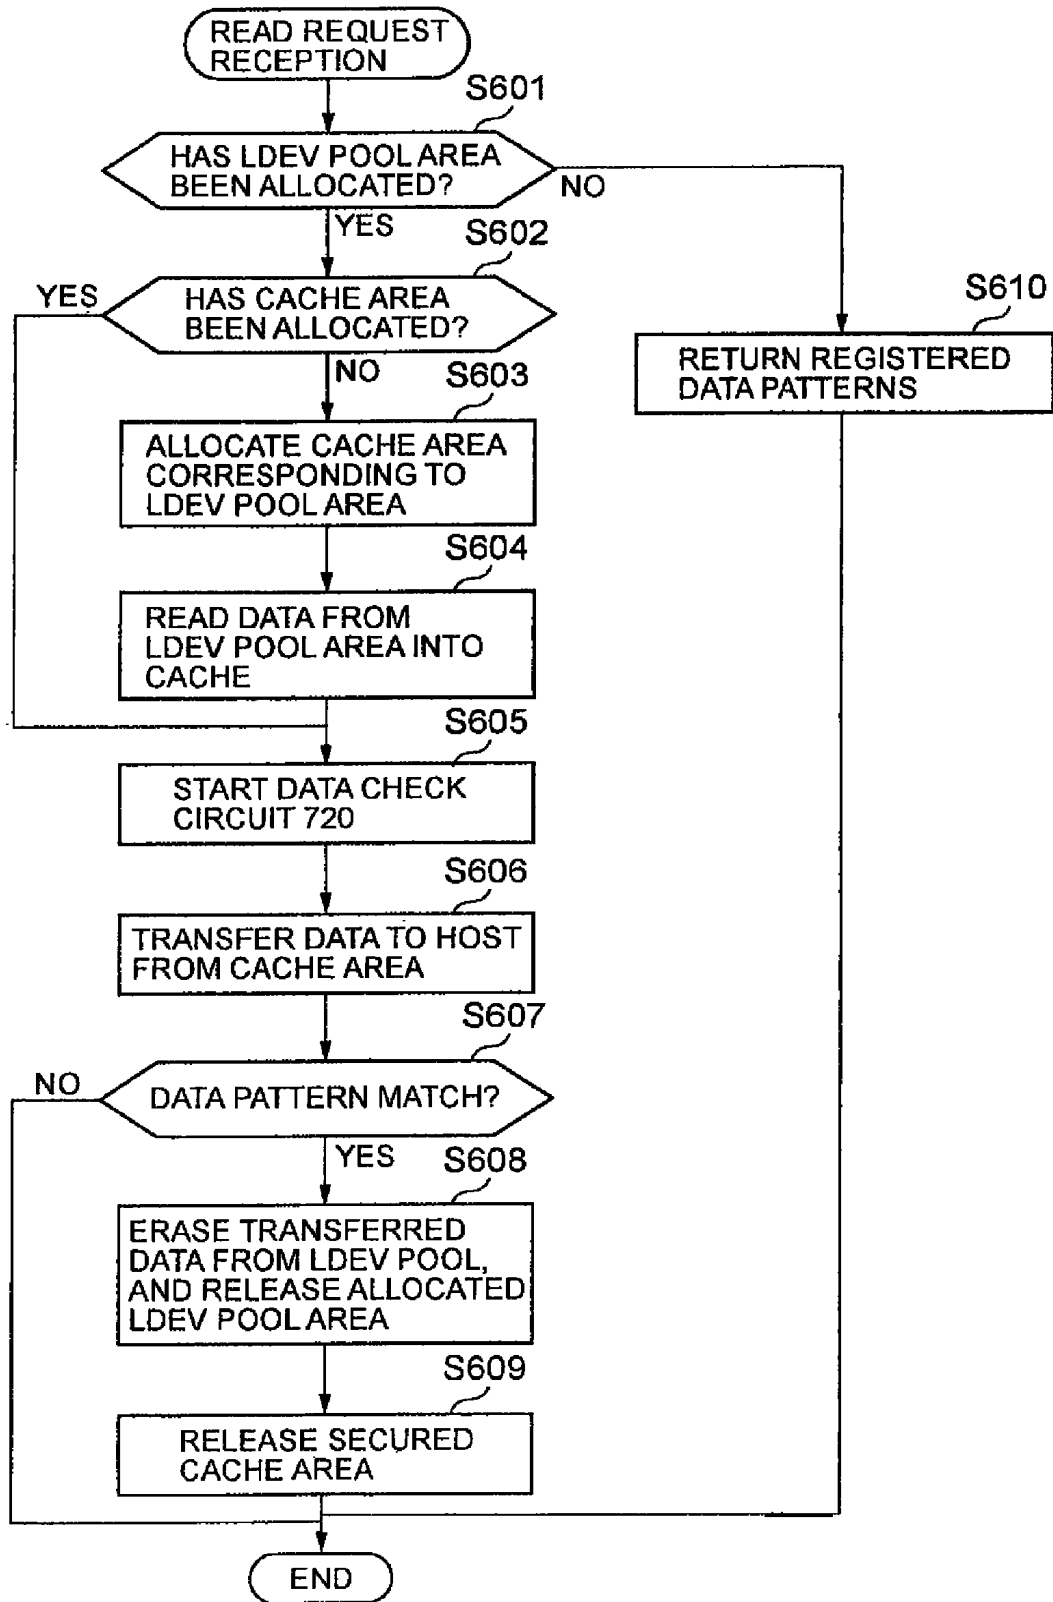 READ REQUEST
RECEPTION
S601
HAS LDEV POOL AREA
BEEN ALLOCATED?
NO
YES
S602
YES
HAS CACHE AREA
BEEN ALLOCATED?
S610
RETURN REGISTERED
DATA PATTERNS
NO
S603
ALLOCATE CACHE AREA
CORRESPONDING TO
LDEV POOL AREA
S604
READ DATA FROM
LDEV POOL AREA INTO
CACHE
S605
START DATA CHECK
CIRCUIT 720
S606
TRANSFER DATA TO HOST
FROM CACHE AREA
S607
NO
DATA PATTERN MATCH?
YES
S608
ERASE TRANSFERRED
DATA FROM LDEV POOL,
AND RELEASE ALLOCATED
LDEV POOL AREA
S609
RELEASE SECURED
CACHE AREA
END